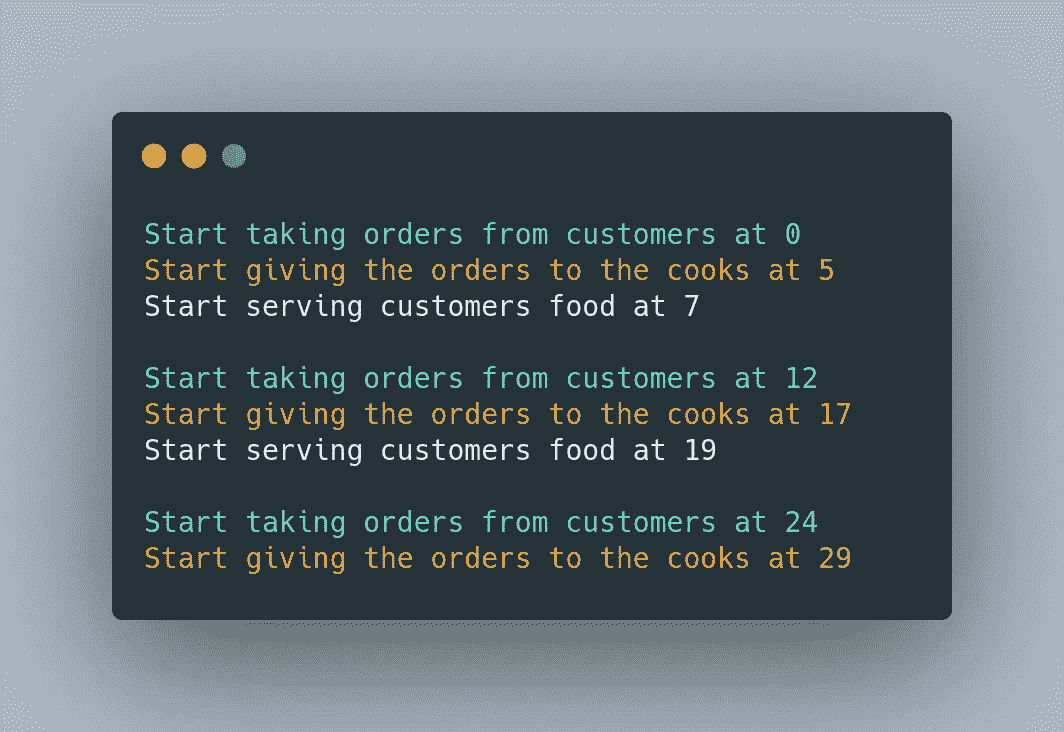 Start taking orders from customers at 0
Start giving the orders to the cooks at 5
Start serving customers food at 7
Start taking orders from customers at 12
Start giving the orders to the cooks at 17
Start serving customers food at 19
Start taking orders from customers at 24
Start giving the orders to the cooks at 29